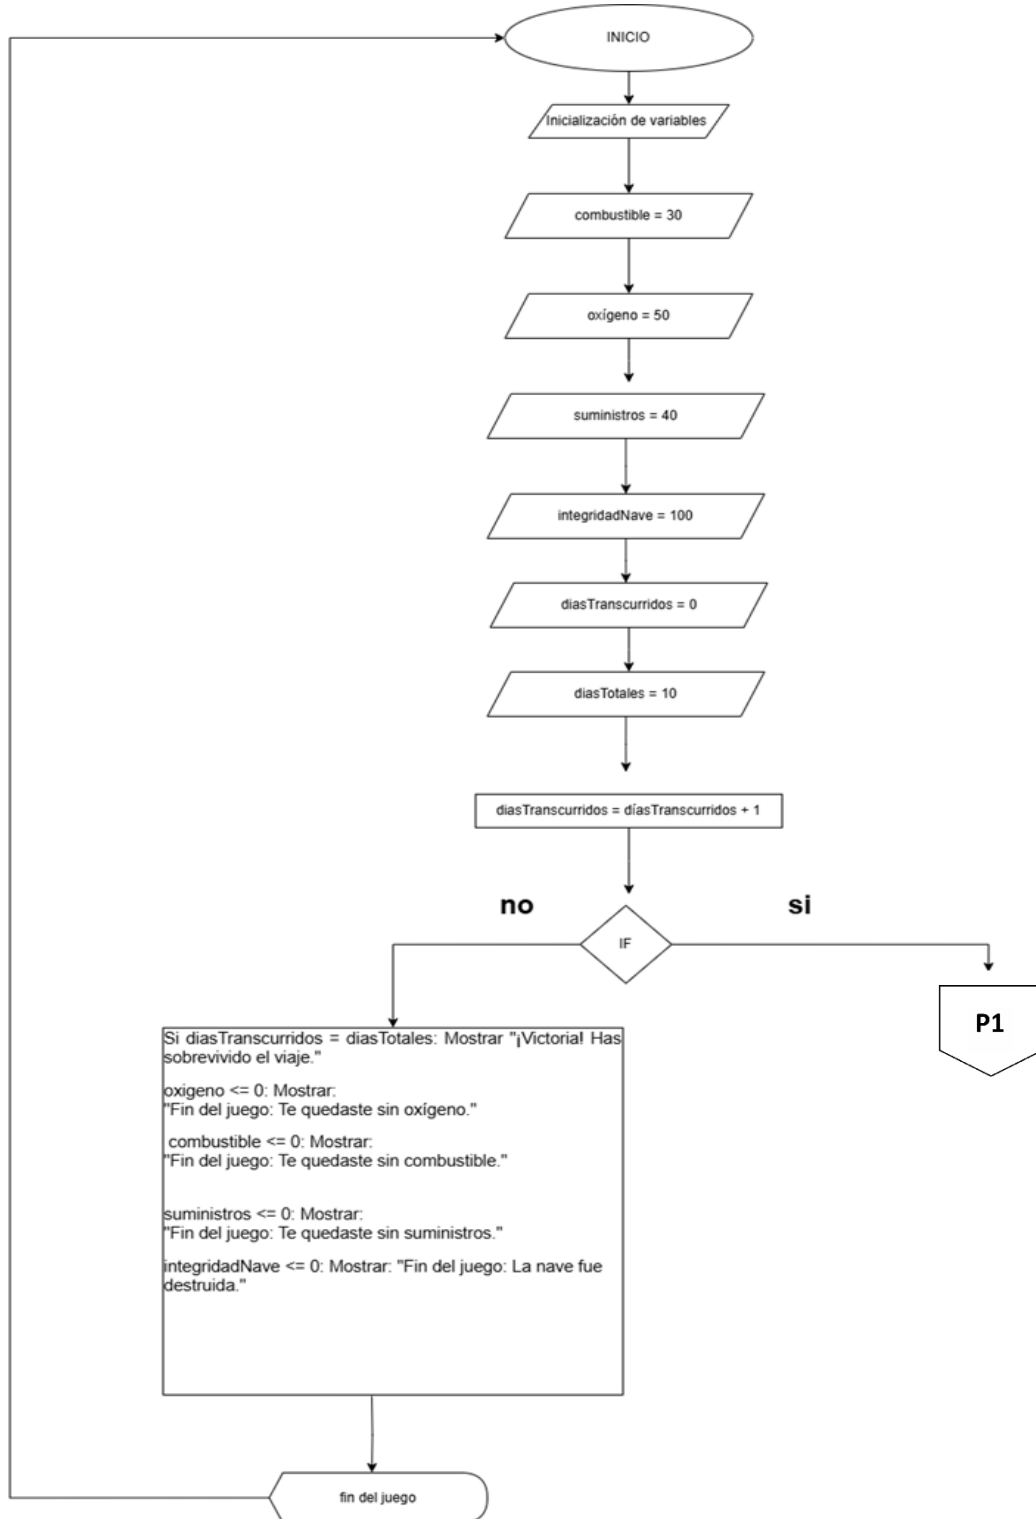 INICIO
Inicialización de variables
combustible = 30
oxígeno = 50
suministros = 40
integridadNave = 100
diasTranscurridos = 0
diasTotales = 10
diasTranscurridos = díasTranscurridos + 1
no
si
IF
P1
Si diasTranscurridos = diasTotales: Mostrar "¡Victoria! Has
sobrevivido el viaje."
oxigeno <= 0: Mostrar:
"Fin del juego: Te quedaste sin oxígeno."
combustible <= 0: Mostrar:
"Fin del juego: Te quedaste sin combustible."
suministros <= 0: Mostrar:
"Fin del juego: Te quedaste sin suministros."
integridadNave <= 0: Mostrar: "Fin del juego: La nave fue
destruida."
fin del juego